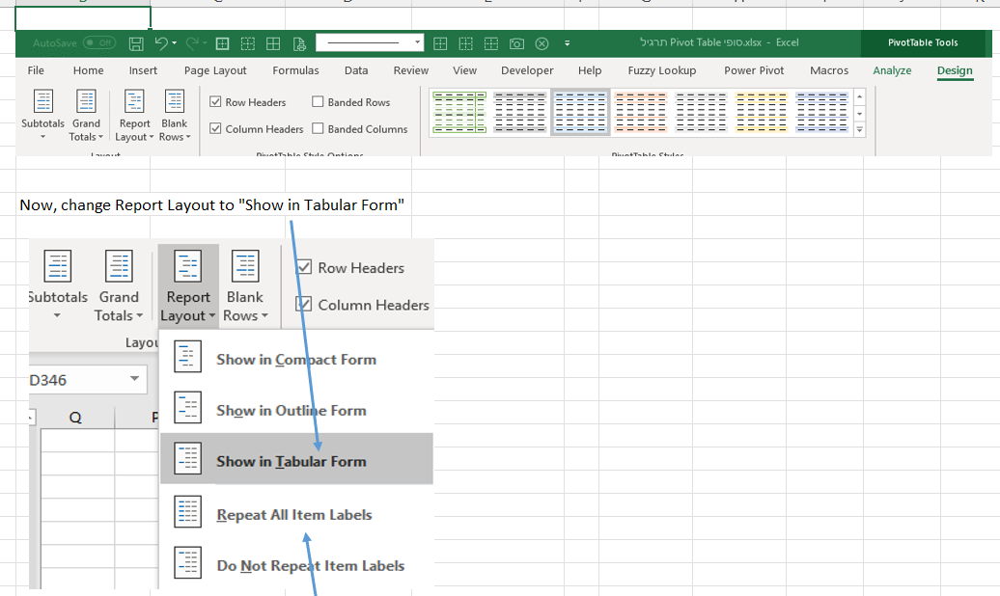 AutoSave Off תרגיל Pivot Table סופי.xlsx - Excel PivotTable Tools
File Home Insert Page Layout Formulas Data Review View Developer Help Fuzzy Lookup Power Pivot Macros Analyze Design
Subtotals Grand Totals Report Layout Blank Rows
Row Headers Banded Rows
Column Headers Banded Columns
Layout PivotTable Style Options PivotTable Styles
Now, change Report Layout to "Show in Tabular Form"
Subtotals Grand Totals Report Layout Blank Rows
Row Headers
Column Headers
Layou
Show in Compact Form
D346
Show in Outline Form
Q
Show in Tabular Form
Repeat All Item Labels
Do Not Repeat Item Labels